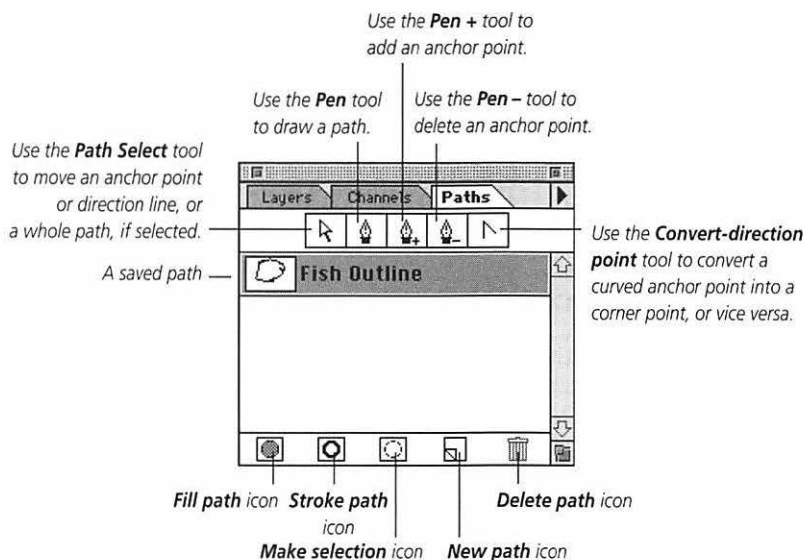 Use the Pen + tool to
add an anchor point.
Use the Pen tool
to draw a path.
Use the Pen – tool to
delete an anchor point.
Use the Path Select tool
to move an anchor point
or direction line, or
a whole path, if selected.
Layers Channels Paths
A saved path
Fish Outline
Use the Convert-direction
point tool to convert a
curved anchor point into a
corner point, or vice versa.
Fill path icon
Stroke path
icon
Make selection icon
New path icon
Delete path icon